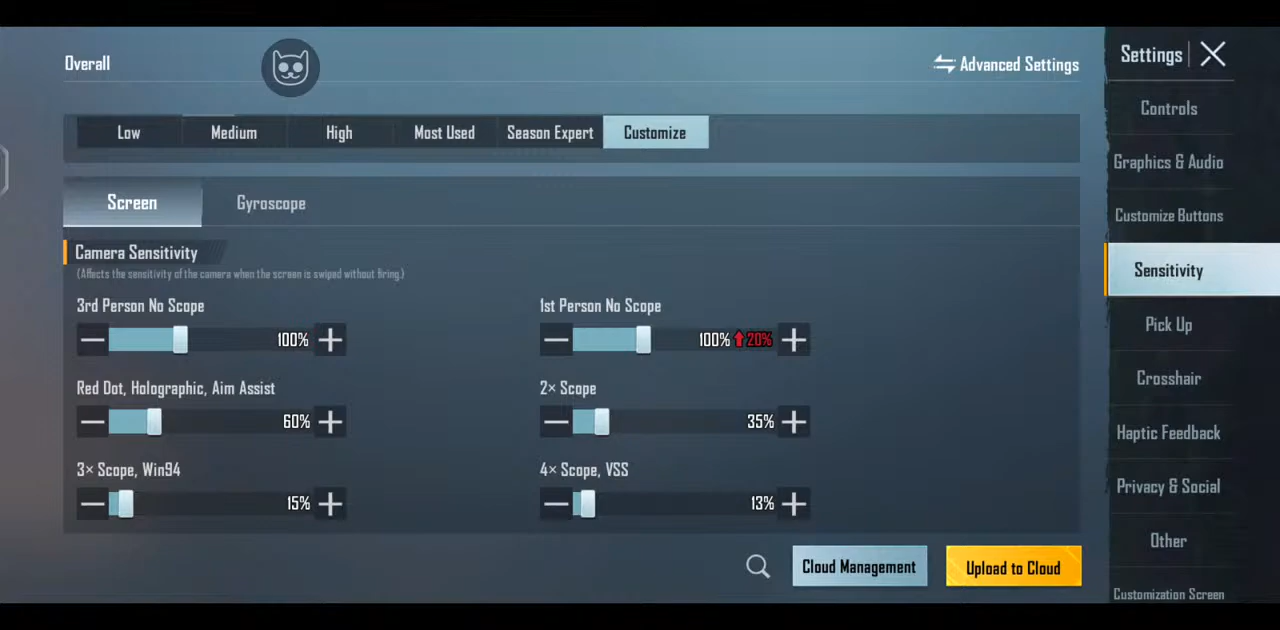 Overall
Advanced Settings
Settings
Low Medium High Most Used Season Expert Customize
Screen Gyroscope
Camera Sensitivity
(Affects the sensitivity of the camera when the screen is swiped without firing.)
3rd Person No Scope 1st Person No Scope
100% 100% 20%
Red Dot, Holographic, Aim Assist 2× Scope
60% 35%
3× Scope, Win94 4× Scope, VSS
15% 13%
Cloud Management Upload to Cloud
Controls
Graphics & Audio
Customize Buttons
Sensitivity
Pick Up
Crosshair
Haptic Feedback
Privacy & Social
Other
Customization Screen